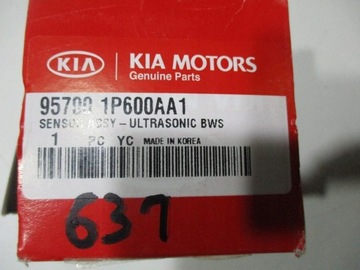 KIA KIA MOTORS
Genuine Parts
95700 1P600AA1
SENSOR ASSY-ULTRASONIC BWS
1 PC YC MADE IN KOREA
637